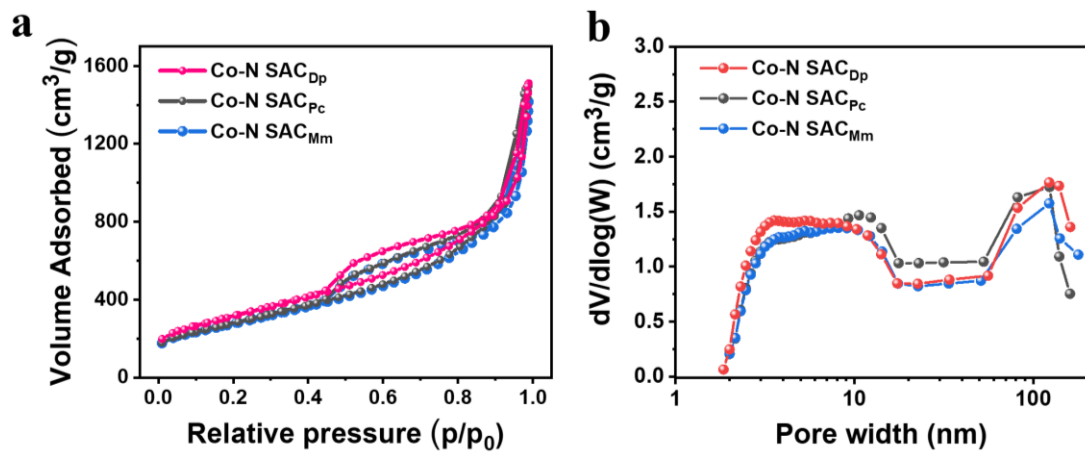 a
Volume Adsorbed (cm³/g)
1600
1200
800
400
0
Co-N SAC_Dp
Co-N SAC_Pc
Co-N SAC_Mm
0.0 0.2 0.4 0.6 0.8 1.0
Relative pressure (p/p₀)
b
dV/dlog(W) (cm³/g)
3.0
2.5
2.0
1.5
1.0
0.5
0.0
Co-N SAC_Dp
Co-N SAC_Pc
Co-N SAC_Mm
1 10 100
Pore width (nm)